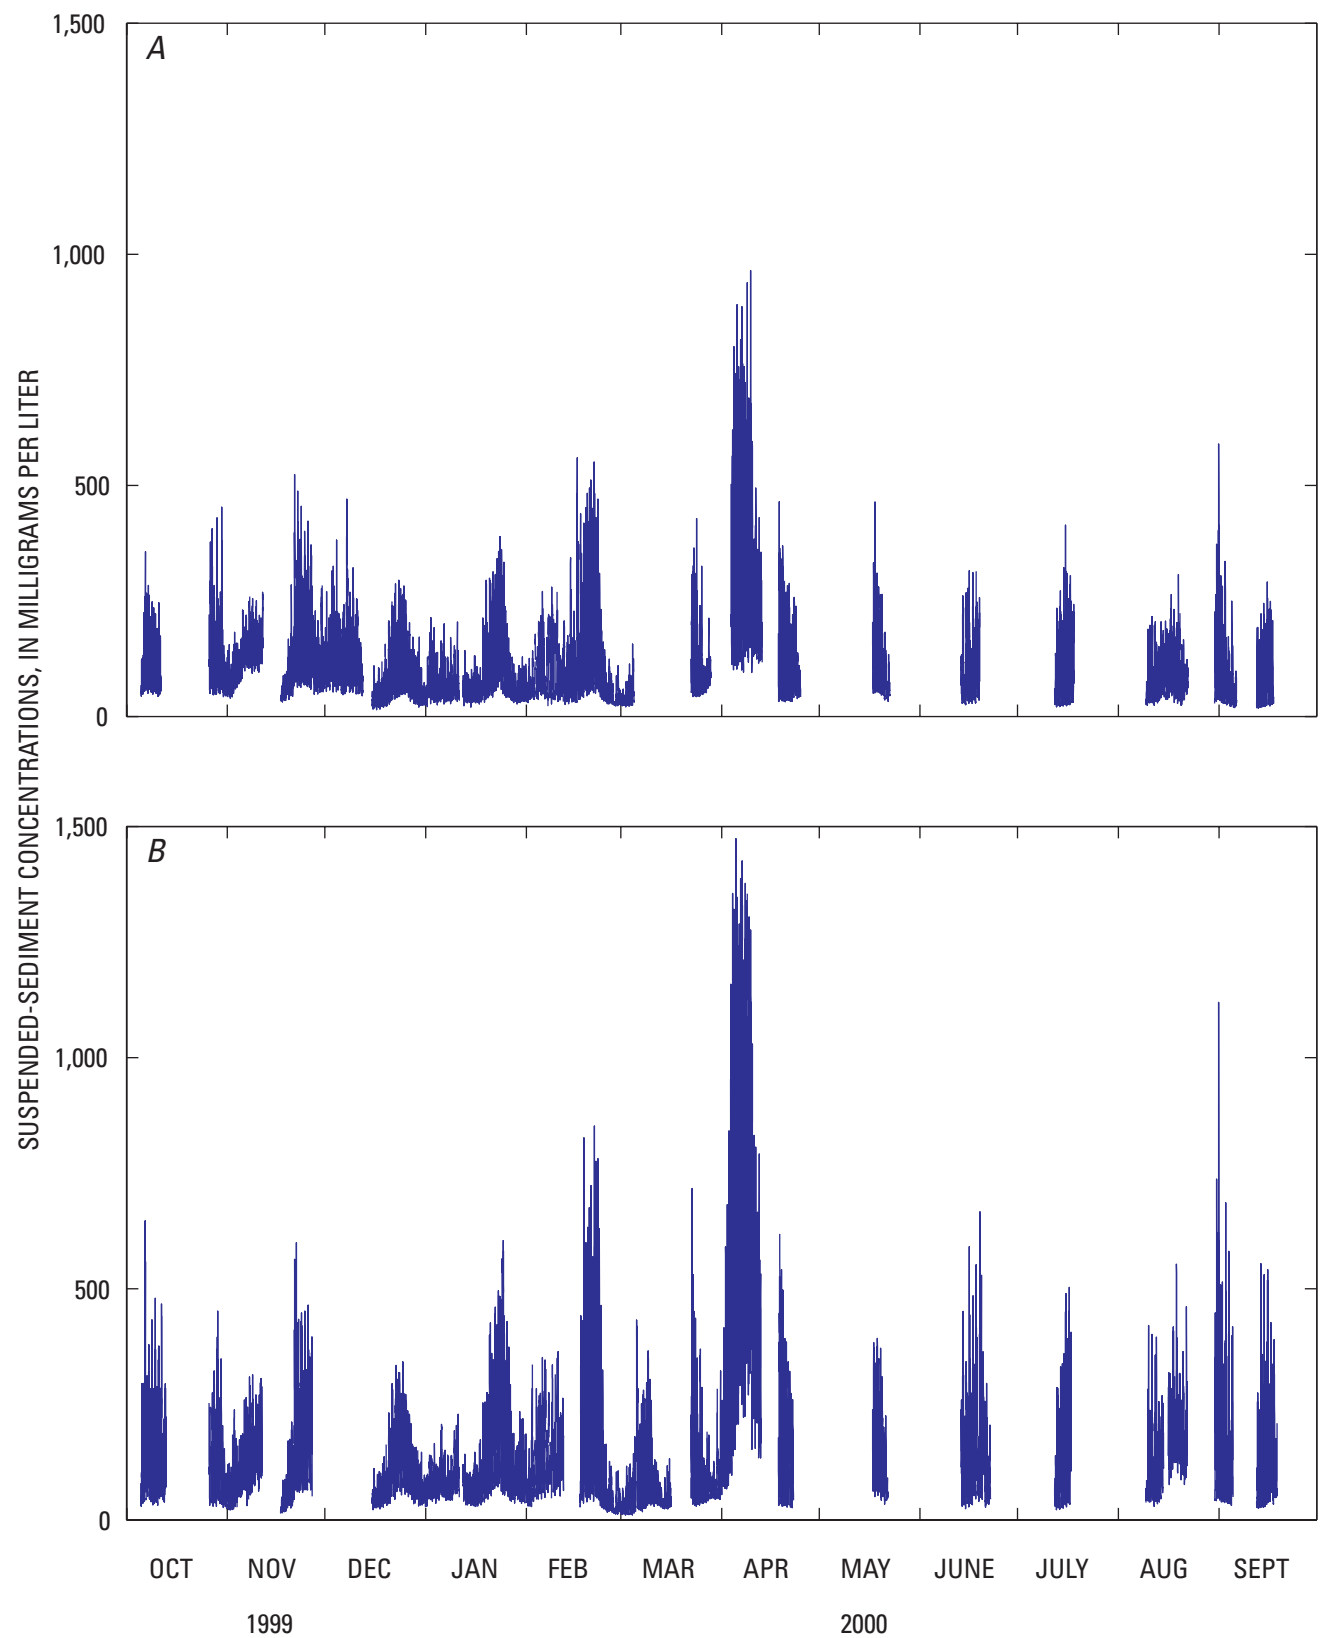 SUSPENDED-SEDIMENT CONCENTRATIONS, IN MILLIGRAMS PER LITER
A
1,500
1,000
500
0
B
1,500
1,000
500
0
OCT NOV DEC JAN FEB MAR APR MAY JUNE JULY AUG SEPT
1999 2000